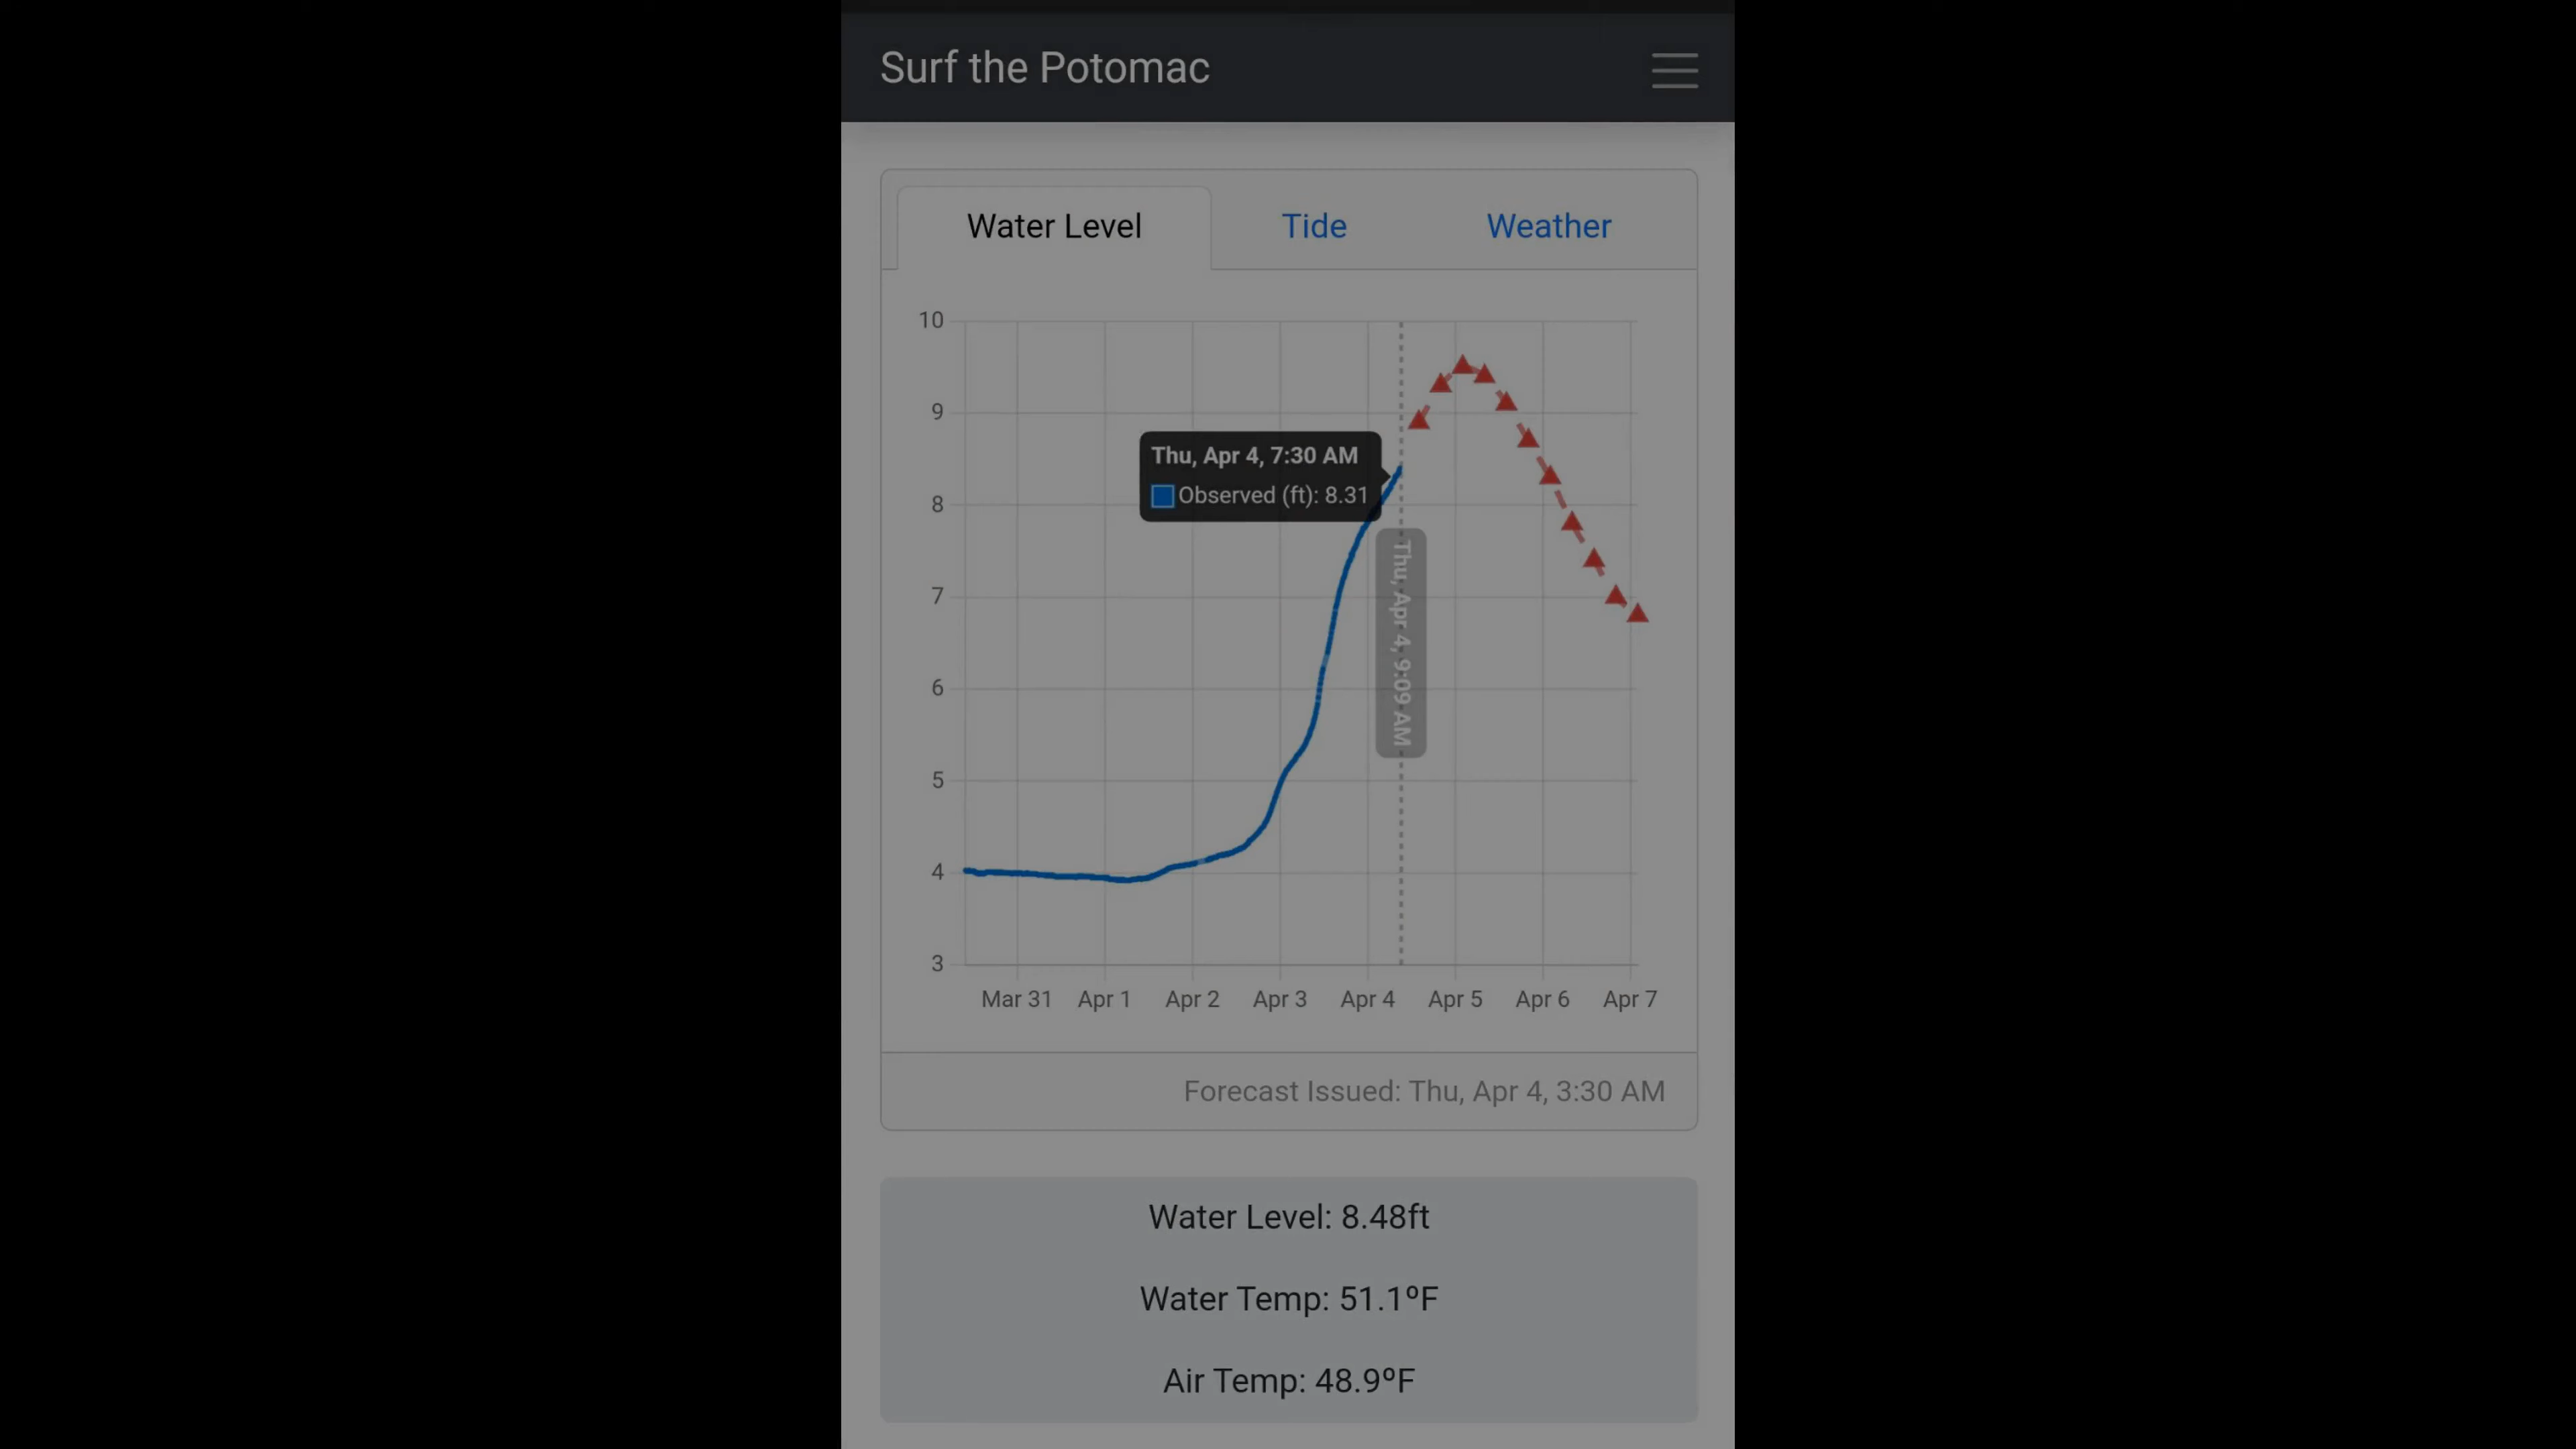 Surf the Potomac
Water Level
Tide
Weather
10
9
8
7
6
5
4
3
Thu, Apr 4, 7:30 AM
Observed (ft): 8.31
Thu, Apr 4, 9:09 AM
Mar 31
Apr 1
Apr 2
Apr 3
Apr 4
Apr 5
Apr 6
Apr 7
Forecast Issued: Thu, Apr 4, 3:30 AM
Water Level: 8.48ft
Water Temp: 51.1ºF
Air Temp: 48.9ºF